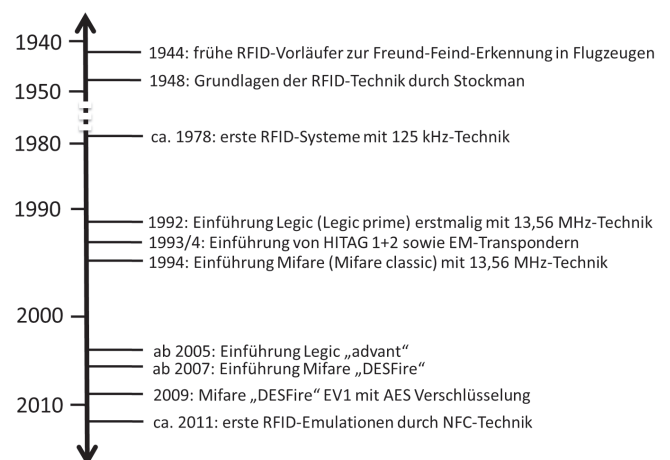 1940
1944: frühe RFID-Vorläufer zur Freund-Feind-Erkennung in Flugzeugen
1948: Grundlagen der RFID-Technik durch Stockman
1950
ca. 1978: erste RFID-Systeme mit 125 kHz-Technik
1980
1990
1992: Einführung Legic (Legic prime) erstmalig mit 13,56 MHz-Technik
1993/4: Einführung von HITAG 1+2 sowie EM-Transpondern
1994: Einführung Mifare (Mifare classic) mit 13,56 MHz-Technik
2000
ab 2005: Einführung Legic „advant“
ab 2007: Einführung Mifare „DESFire“
2009: Mifare „DESFire“ EV1 mit AES Verschlüsselung
2010
ca. 2011: erste RFID-Emulationen durch NFC-Technik